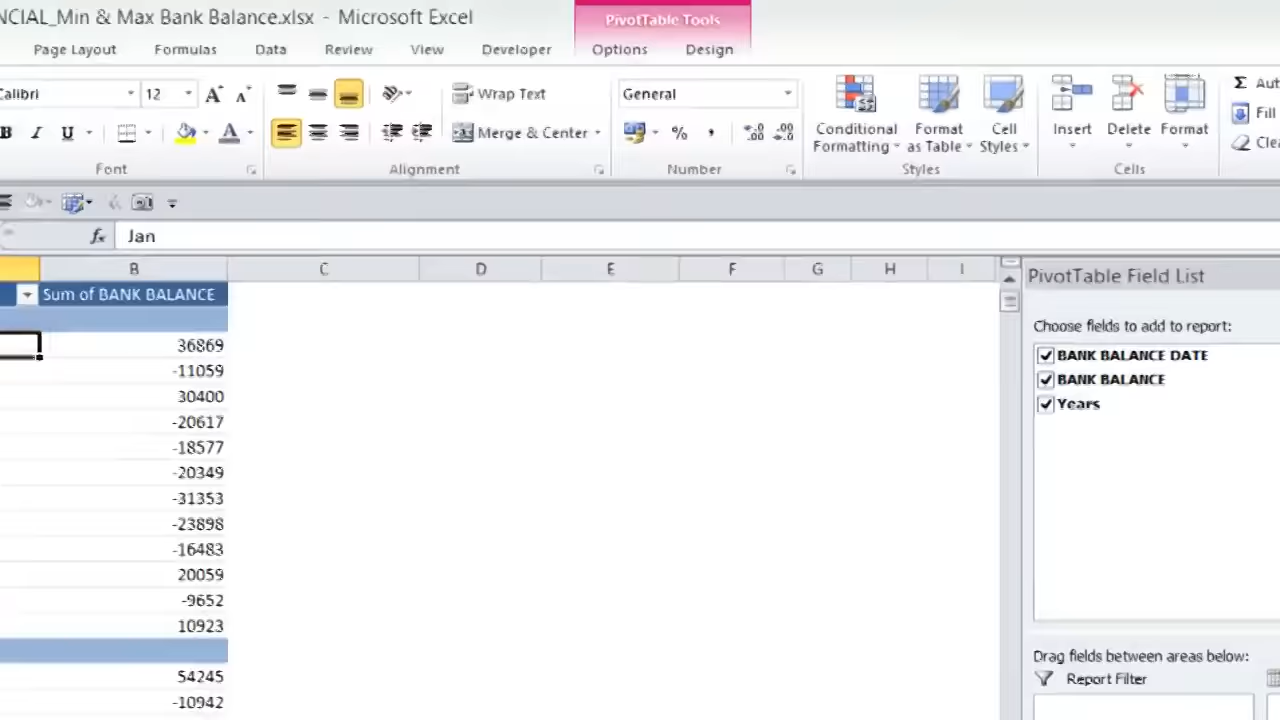 NCIAL_Min & Max Bank Balance.xlsx - Microsoft Excel
PivotTable Tools
Page Layout Formulas Data Review View Developer Options Design
Calibri 12 A A Wrap Text General Σ Aut
B I U A Merge & Center % , Conditional Formatting Format as Table Cell Styles Insert Delete Format Fill
Clea
Font Alignment Number Styles Cells
fx Jan
B C D E F G H I
PivotTable Field List
Sum of BANK BALANCE
Choose fields to add to report:
36869
BANK BALANCE DATE
-11059
BANK BALANCE
30400
Years
-20617
-18577
-20349
-31353
-23898
-16483
20059
-9652
10923
Drag fields between areas below:
54245
Report Filter
-10942